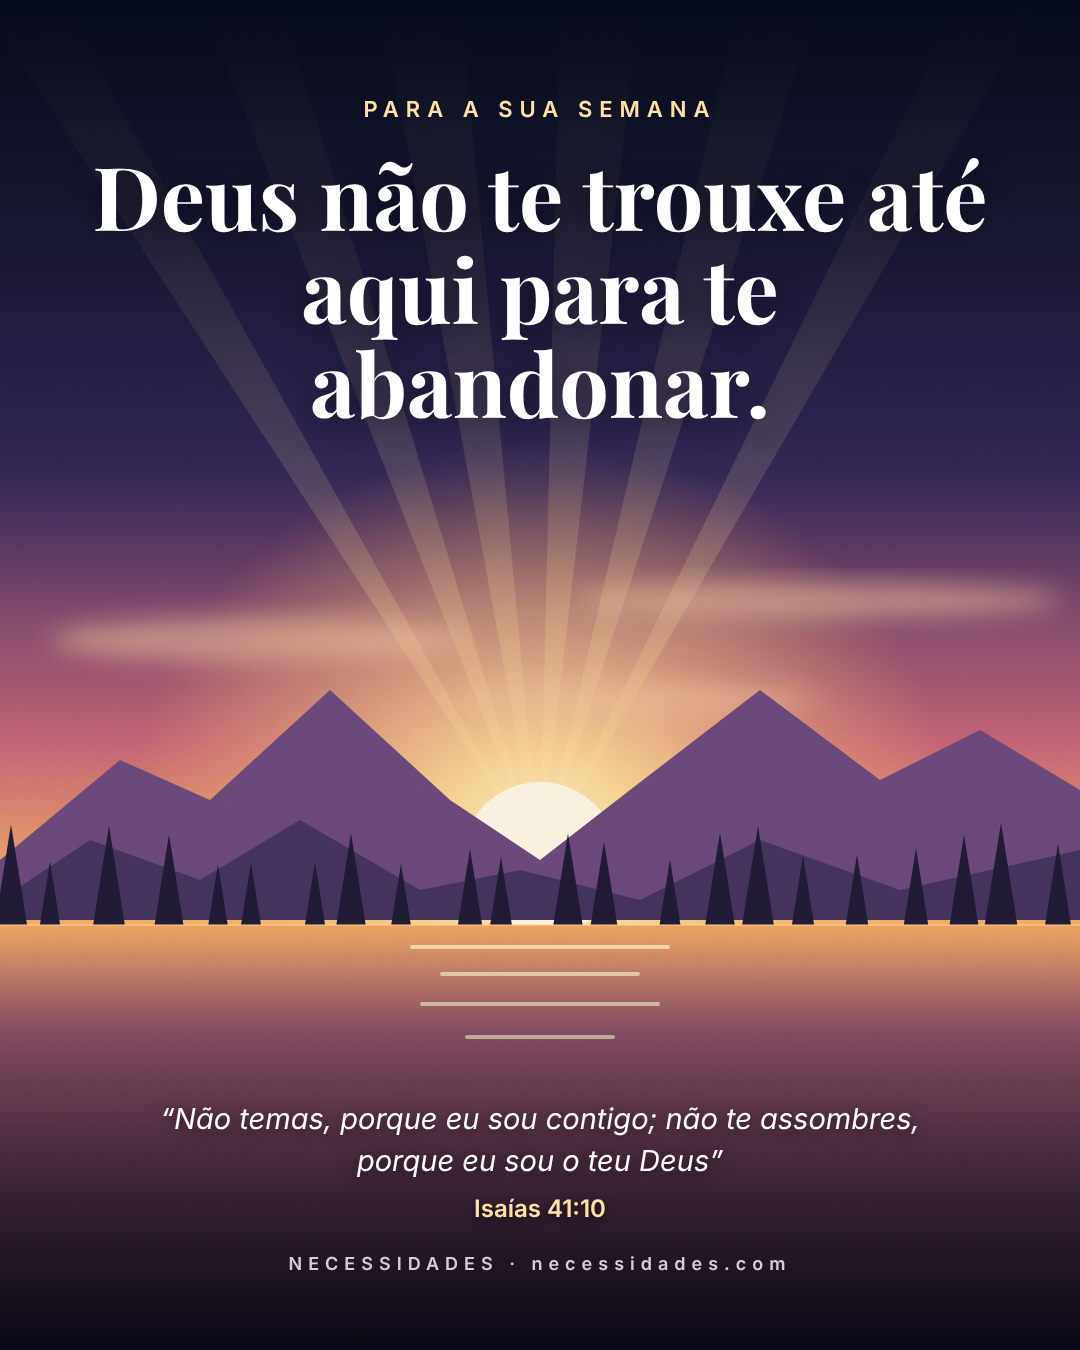 PARA A SUA SEMANA
Deus não te trouxe até
aqui para te
abandonar.
“Não temas, porque eu sou contigo; não te assombres,
porque eu sou o teu Deus”
Isaías 41:10
NECESSIDADES · necessidades.com